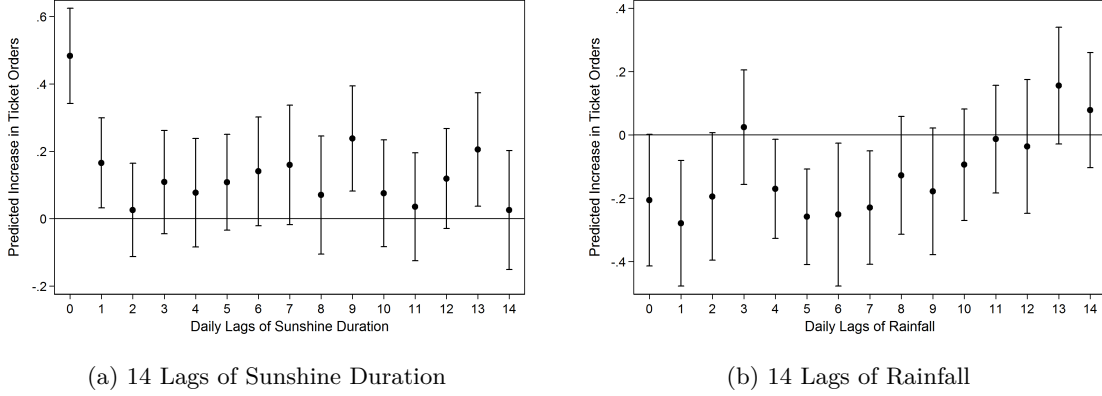 Predicted Increase in Ticket Orders
.6
.4
.2
0
-.2
0 1 2 3 4 5 6 7 8 9 10 11 12 13 14
Daily Lags of Sunshine Duration
(a) 14 Lags of Sunshine Duration
Predicted Increase in Ticket Orders
.4
.2
0
-.2
-.4
0 1 2 3 4 5 6 7 8 9 10 11 12 13 14
Daily Lags of Rainfall
(b) 14 Lags of Rainfall